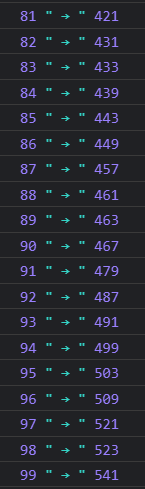 81 " → " 421
82 " → " 431
83 " → " 433
84 " → " 439
85 " → " 443
86 " → " 449
87 " → " 457
88 " → " 461
89 " → " 463
90 " → " 467
91 " → " 479
92 " → " 487
93 " → " 491
94 " → " 499
95 " → " 503
96 " → " 509
97 " → " 521
98 " → " 523
99 " → " 541